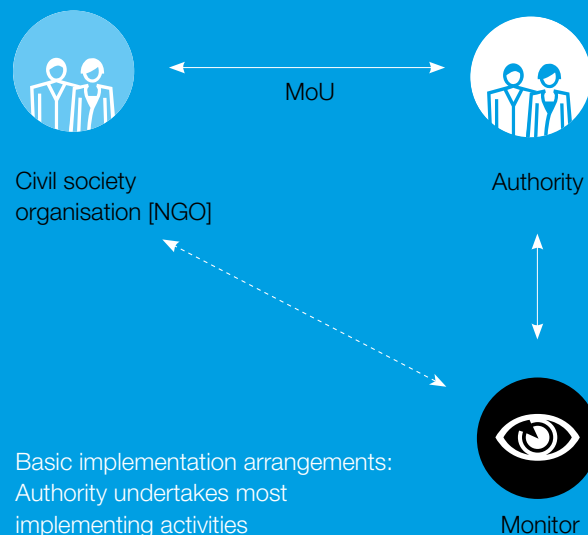 MoU
Civil society
organisation [NGO]
Authority
Basic implementation arrangements:
Authority undertakes most
implementing activities
Monitor